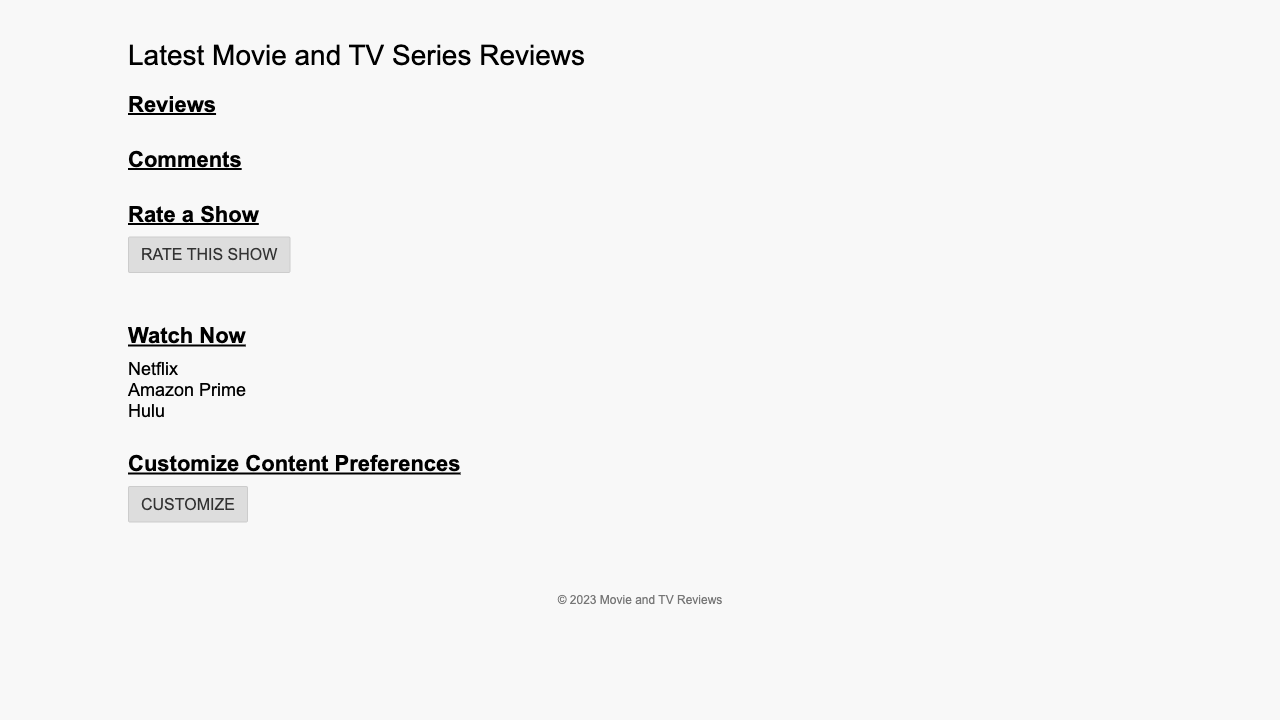 Latest Movie and TV Series Reviews
Reviews
Comments
Rate a Show
RATE THIS SHOW
Watch Now
Netflix
Amazon Prime
Hulu
Customize Content Preferences
CUSTOMIZE
© 2023 Movie and TV Reviews